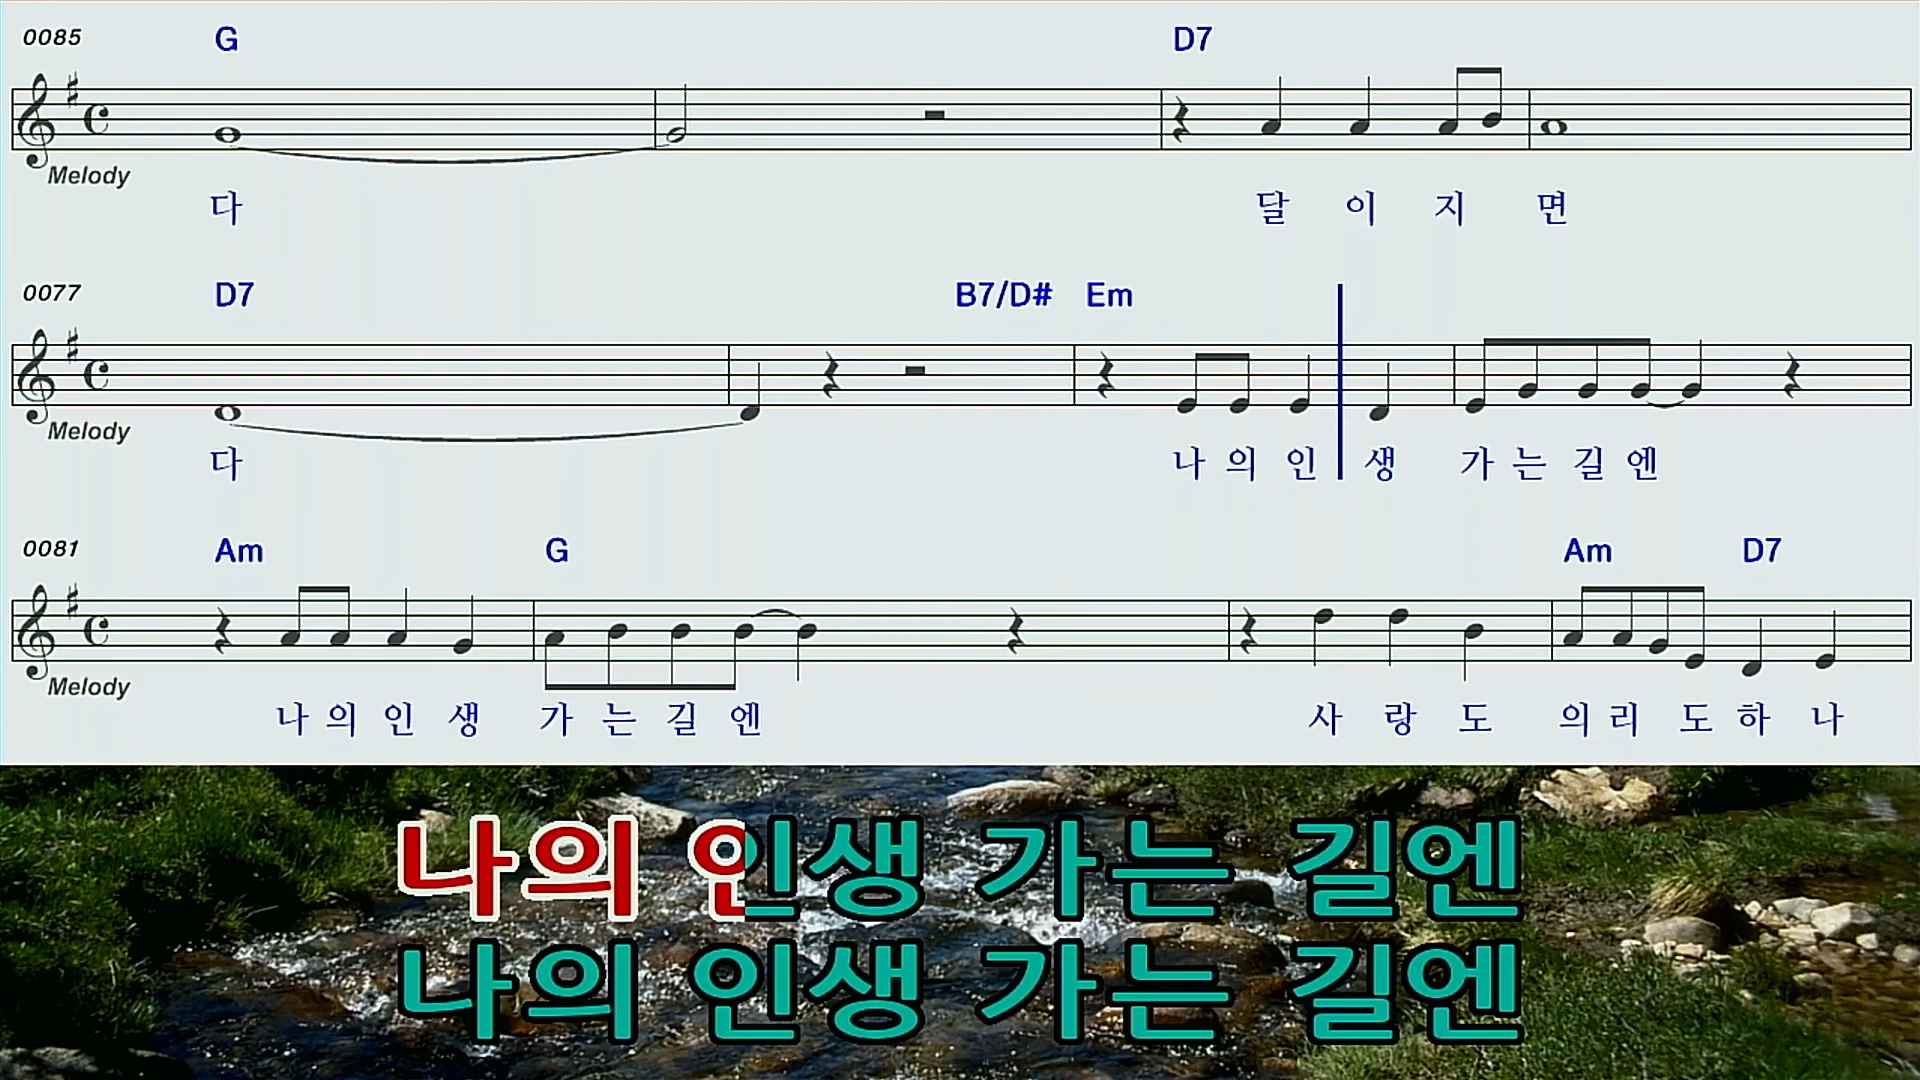 0085 G D7
Melody
다 달 이 지 면
0077 D7 B7/D# Em
Melody
다 나 의 인 생 가 는 길 엔
0081 Am G Am D7
Melody
나 의 인 생 가 는 길 엔 사 랑 도 의 리 도 하 나
나의 인생 가는 길엔
나의 인생 가는 길엔